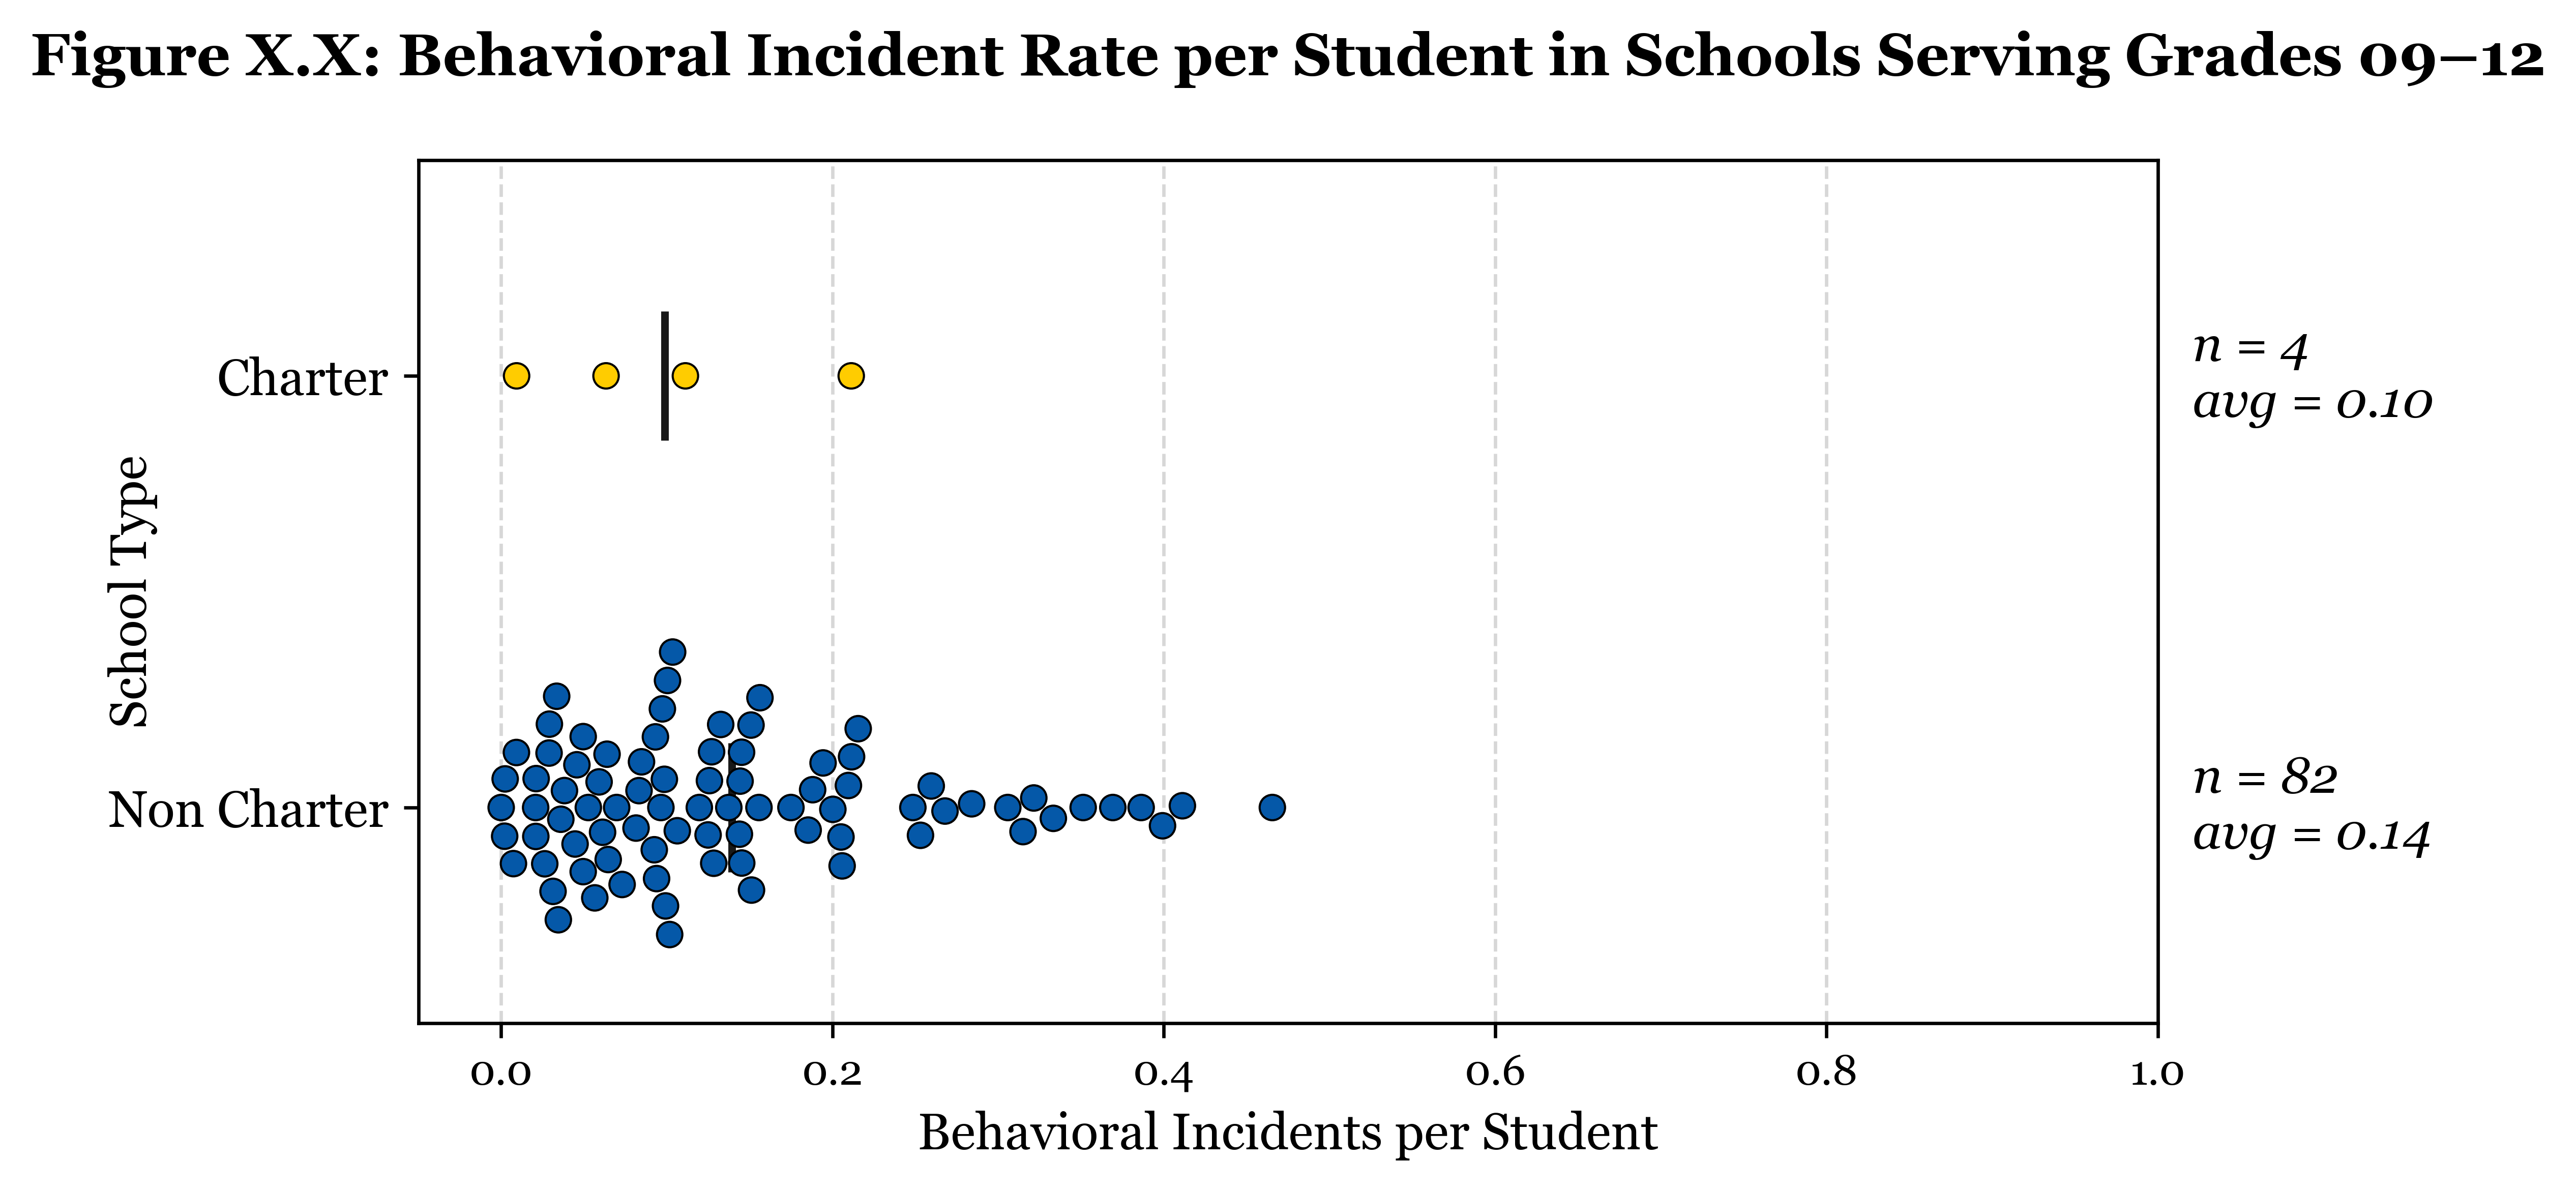 Figure X.X: Behavioral Incident Rate per Student in Schools Serving Grades 09–12
School Type
Charter
n = 4
avg = 0.10
Non Charter
n = 82
avg = 0.14
0.0 0.2 0.4 0.6 0.8 1.0
Behavioral Incidents per Student